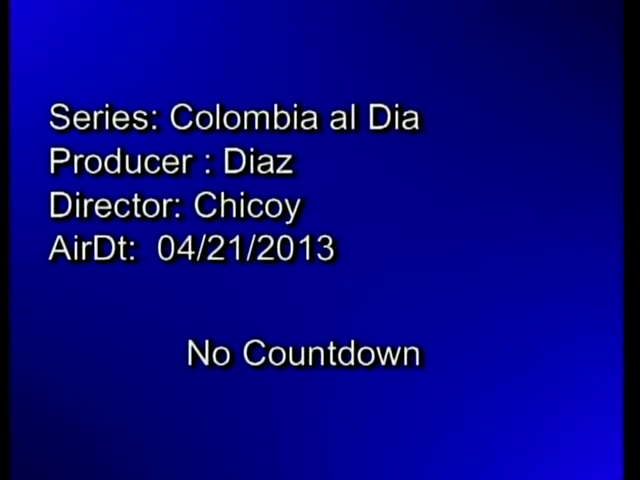 Series: Colombia al Dia
Producer : Diaz
Director: Chicoy
AirDt:  04/21/2013
No Countdown